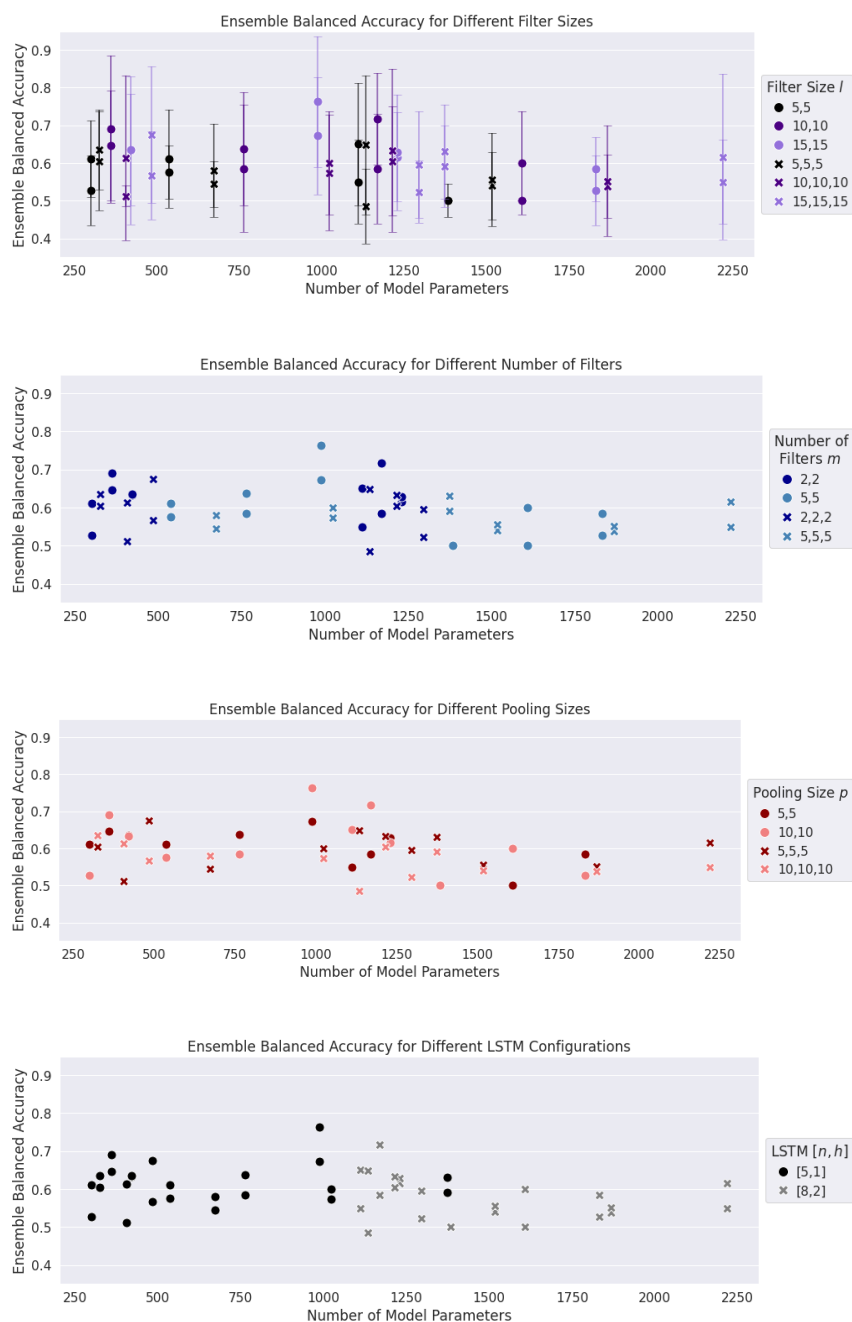 Ensemble Balanced Accuracy for Different Filter Sizes
Ensemble Balanced Accuracy
0.9
0.8
0.7
0.6
0.5
0.4
250 500 750 1000 1250 1500 1750 2000 2250
Number of Model Parameters
Filter Size l
5,5
10,10
15,15
5,5,5
10,10,10
15,15,15
Ensemble Balanced Accuracy for Different Number of Filters
Ensemble Balanced Accuracy
0.9
0.8
0.7
0.6
0.5
0.4
250 500 750 1000 1250 1500 1750 2000 2250
Number of Model Parameters
Number of
Filters m
2,2
5,5
2,2,2
5,5,5
Ensemble Balanced Accuracy for Different Pooling Sizes
Ensemble Balanced Accuracy
0.9
0.8
0.7
0.6
0.5
0.4
250 500 750 1000 1250 1500 1750 2000 2250
Number of Model Parameters
Pooling Size p
5,5
10,10
5,5,5
10,10,10
Ensemble Balanced Accuracy for Different LSTM Configurations
Ensemble Balanced Accuracy
0.9
0.8
0.7
0.6
0.5
0.4
250 500 750 1000 1250 1500 1750 2000 2250
Number of Model Parameters
LSTM [n, h]
[5,1]
[8,2]